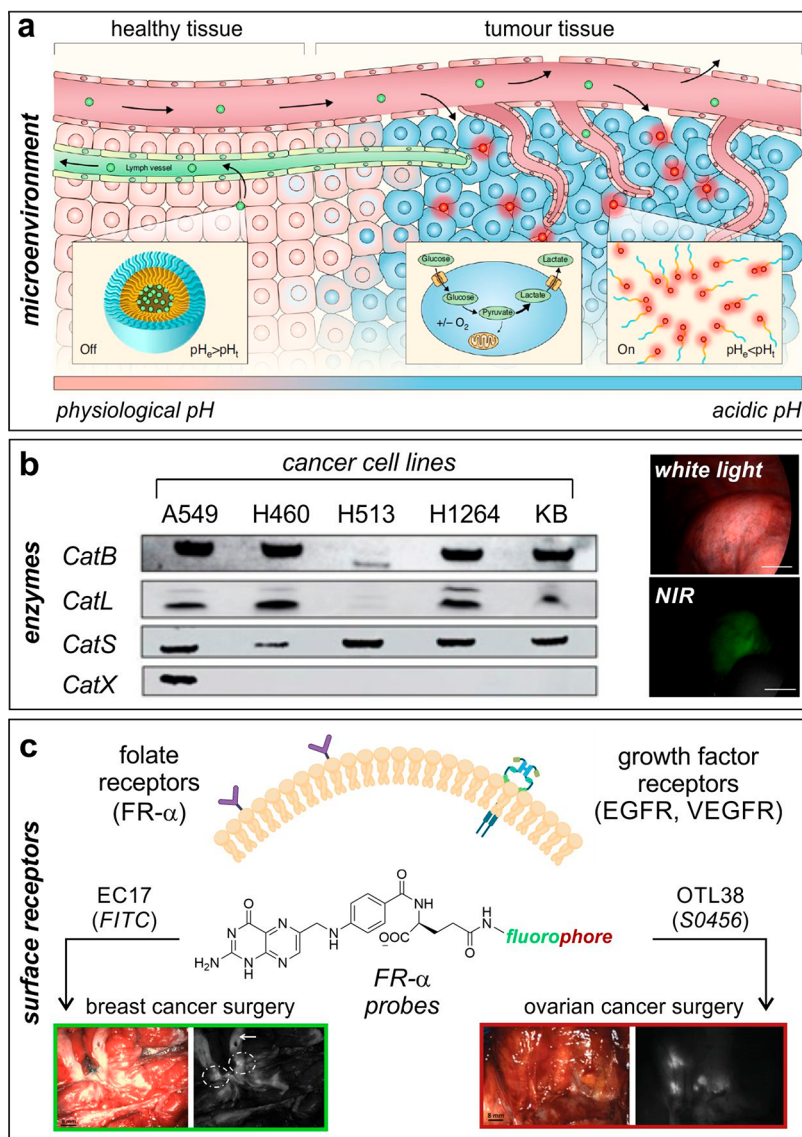 a
healthy tissue
tumour tissue
microenvironment
Lymph vessel
Off
pHe>pHt
Glucose
Lactate
Glucose
Lactate
Pyruvate
+/− O2
On
pHe<pHt
physiological pH
acidic pH
b
cancer cell lines
A549 H460 H513 H1264 KB
enzymes
CatB
CatL
CatS
CatX
white light
NIR
c
surface receptors
folate
receptors
(FR-α)
growth factor
receptors
(EGFR, VEGFR)
EC17
(FITC)
OTL38
(S0456)
O
N
HN
H2N
N
H
N
N
N
H
O
H
N
−OOC
O
H
N
fluorophore
FR-α
probes
breast cancer surgery
ovarian cancer surgery
8 mm